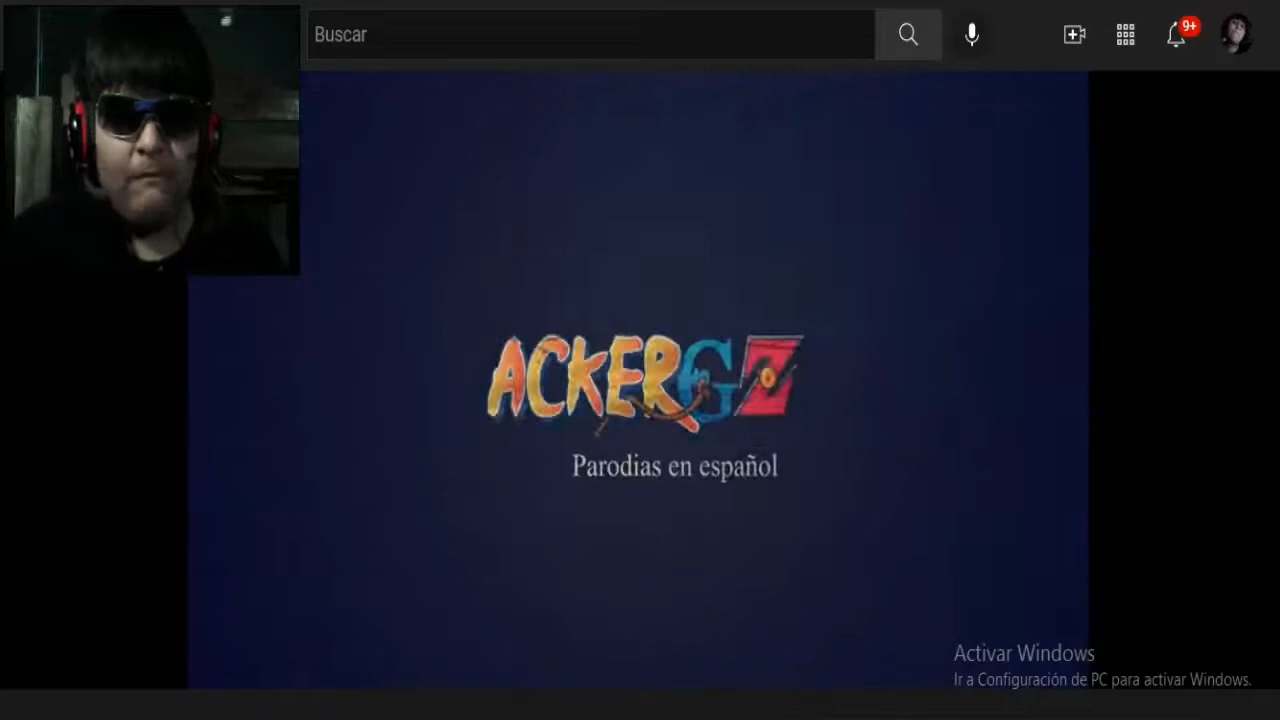 Buscar
9+
ACKERGZ
Parodias en español
Activar Windows
Ir a Configuración de PC para activar Windows.